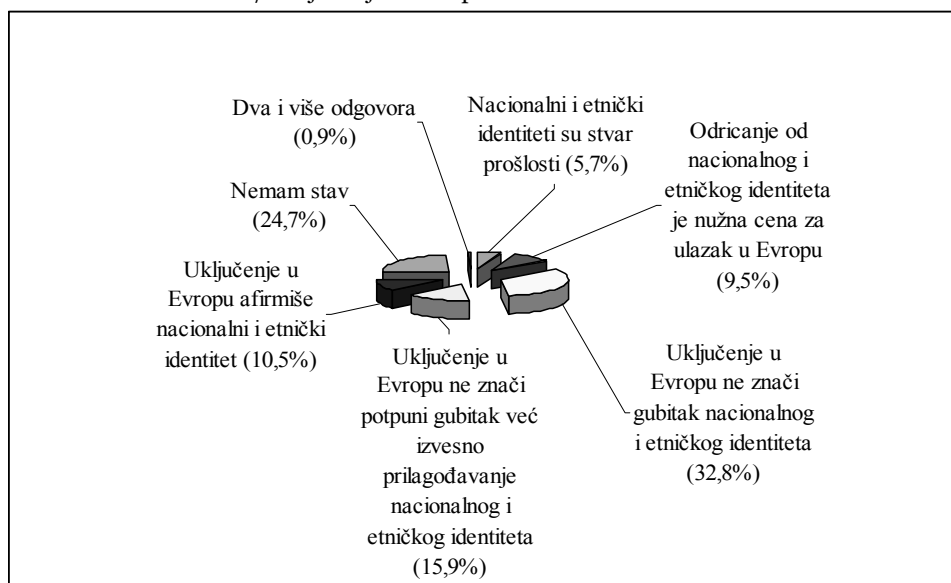 Dva i više odgovora
(0,9%)
Nacionalni i etnički
identiteti su stvar
prošlosti (5,7%)
Odricanje od
nacionalnog i
etničkog identiteta
je nužna cena za
ulazak u Evropu
(9,5%)
Nemam stav
(24,7%)
Uključenje u
Evropu afirmiše
nacionalni i etnički
identitet (10,5%)
Uključenje u
Evropu ne znači
potpuni gubitak već
izvesno
prilagođavanje
nacionalnog i
etničkog identiteta
(15,9%)
Uključenje u
Evropu ne znači
gubitak nacionalnog
i etničkog identiteta
(32,8%)